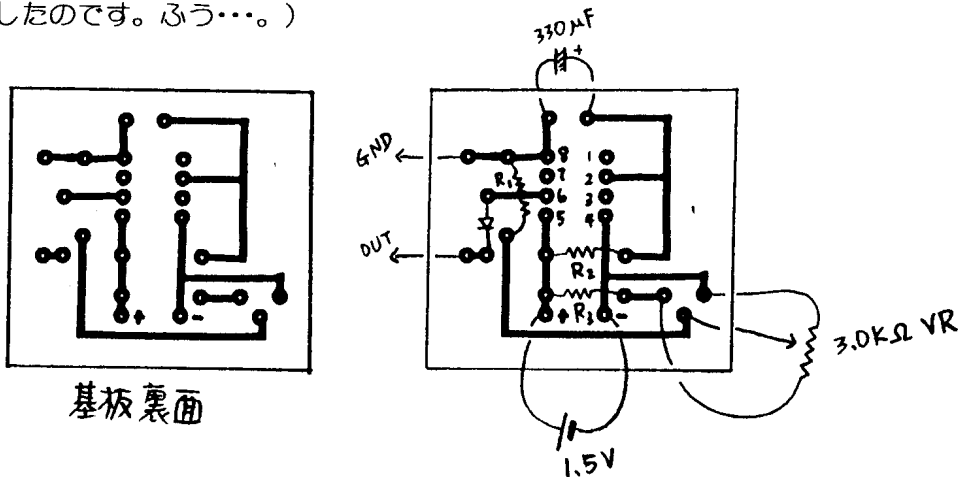 したのです。ふう・・・。）
330μF
+
GND
OUT
8 1
7 2
6 3
5 4
R1
R2
R3
+ -
+ -
3.0KΩ VR
1.5V
基板裏面